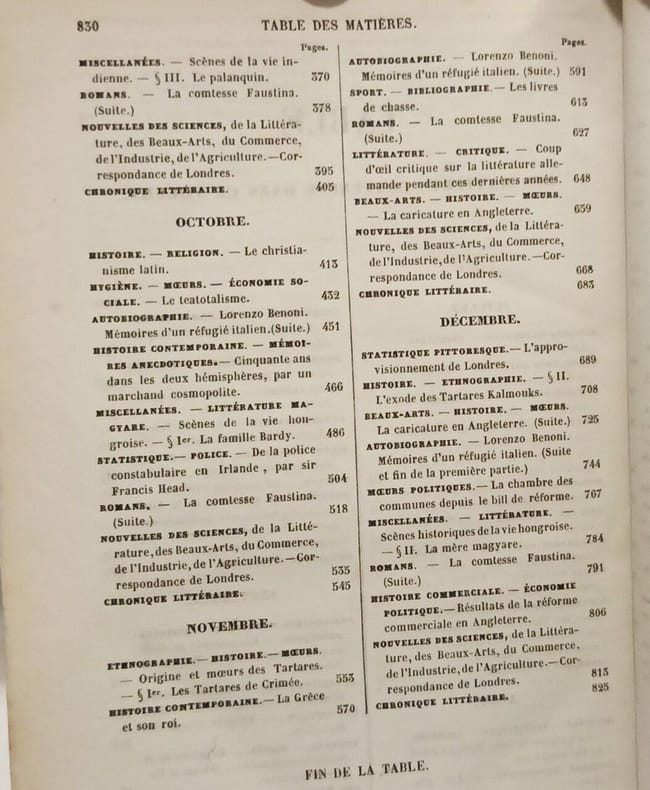 830
TABLE DES MATIÈRES.
Pages.
MISCELLANÉES. — Scènes de la vie in-
dienne. — § III. Le palanquin. 370
ROMANS. — La comtesse Faustina.
(Suite.) 378
NOUVELLES DES SCIENCES, de la Littéra-
ture, des Beaux-Arts, du Commerce,
de l'Industrie, de l'Agriculture. — Cor-
respondance de Londres. 395
CHRONIQUE LITTÉRAIRE. 405
OCTOBRE.
HISTOIRE. — RELIGION. — Le christia-
nisme latin. 413
HYGIÈNE. — MŒURS. — ÉCONOMIE SO-
CIALE. — Le teatotalisme. 432
AUTOBIOGRAPHIE. — Lorenzo Benoni.
Mémoires d'un réfugié italien. (Suite.) 451
HISTOIRE CONTEMPORAINE. — MÉMOI-
RES ANECDOTIQUES. — Cinquante ans
dans les deux hémisphères, par un
marchand cosmopolite. 466
MISCELLANÉES. — LITTÉRATURE MA-
GYARE. — Scènes de la vie hon-
groise. — § 1er. La famille Bardy. 486
STATISTIQUE. — POLICE. — De la police
constabulaire en Irlande, par sir
Francis Head. 504
ROMANS. — La comtesse Faustina.
(Suite.) 518
NOUVELLES DES SCIENCES, de la Litté-
rature, des Beaux-Arts, du Commerce,
de l'Industrie, de l'Agriculture. — Cor-
respondance de Londres. 535
CHRONIQUE LITTÉRAIRE. 545
NOVEMBRE.
ETHNOGRAPHIE. — HISTOIRE. — MŒURS.
— Origine et mœurs des Tartares.
— § 1er. Les Tartares de Crimée. 553
HISTOIRE CONTEMPORAINE. — La Grèce
et son roi. 570
Pages.
AUTOBIOGRAPHIE. — Lorenzo Benoni.
Mémoires d'un réfugié italien. (Suite.) 591
SPORT. — BIBLIOGRAPHIE. — Les livres
de chasse. 613
ROMANS. — La comtesse Faustina.
(Suite.) 627
LITTÉRATURE. — CRITIQUE. — Coup
d'œil critique sur la littérature alle-
mande pendant ces dernières années. 648
BEAUX-ARTS. — HISTOIRE. — MŒURS.
— La caricature en Angleterre. 659
NOUVELLES DES SCIENCES, de la Littéra-
ture, des Beaux-Arts, du Commerce,
de l'Industrie, de l'Agriculture. — Cor-
respondance de Londres. 668
CHRONIQUE LITTÉRAIRE. 683
DÉCEMBRE.
STATISTIQUE PITTORESQUE. — L'appro-
visionnement de Londres. 689
HISTOIRE. — ETHNOGRAPHIE. — § II.
L'exode des Tartares Kalmouks. 708
BEAUX-ARTS. — HISTOIRE. — MŒURS.
La caricature en Angleterre. (Suite.) 725
AUTOBIOGRAPHIE. — Lorenzo Benoni.
Mémoires d'un réfugié italien. (Suite
et fin de la première partie.) 744
MŒURS POLITIQUES. — La chambre des
communes depuis le bill de réforme. 767
MISCELLANÉES. — LITTÉRATURE. —
Scènes historiques de la vie hongroise.
— § II. La mère magyare. 784
ROMANS. — La comtesse Faustina.
(Suite.) 791
HISTOIRE COMMERCIALE. — ÉCONOMIE
POLITIQUE. — Résultats de la réforme
commerciale en Angleterre. 806
NOUVELLES DES SCIENCES, de la Littéra-
ture, des Beaux-Arts, du Commerce,
de l'Industrie, de l'Agriculture. — Cor-
respondance de Londres. 813
CHRONIQUE LITTÉRAIRE. 825
FIN DE LA TABLE.